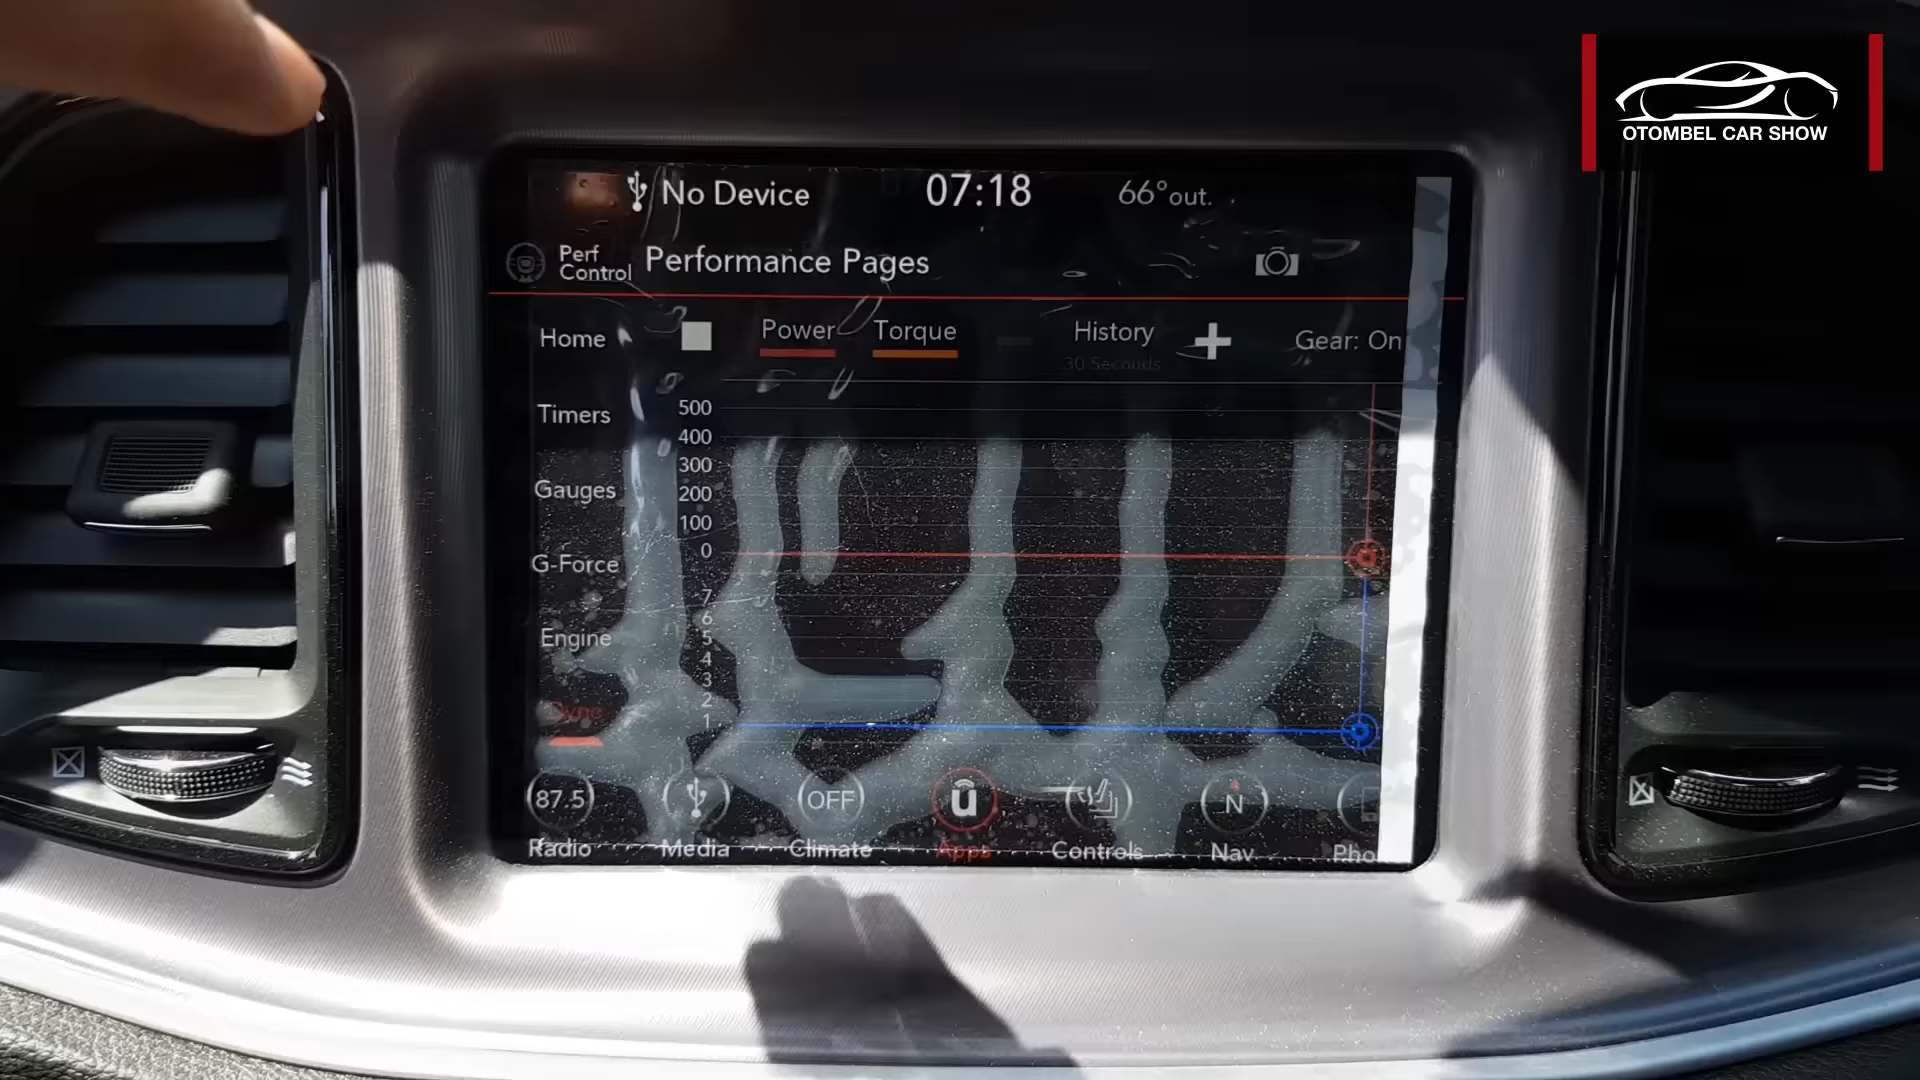 OTOMBEL CAR SHOW
No Device 07:18 66°out.
Perf Control Performance Pages
Home Power Torque History Gear: On
30 Seconds
Timers
500
400
300
Gauges
200
100
0
G-Force
7
6
Engine
5
4
3
2
Dyno
1
87.5 OFF u N
Radio Media Climate Apps Controls Nav Pho